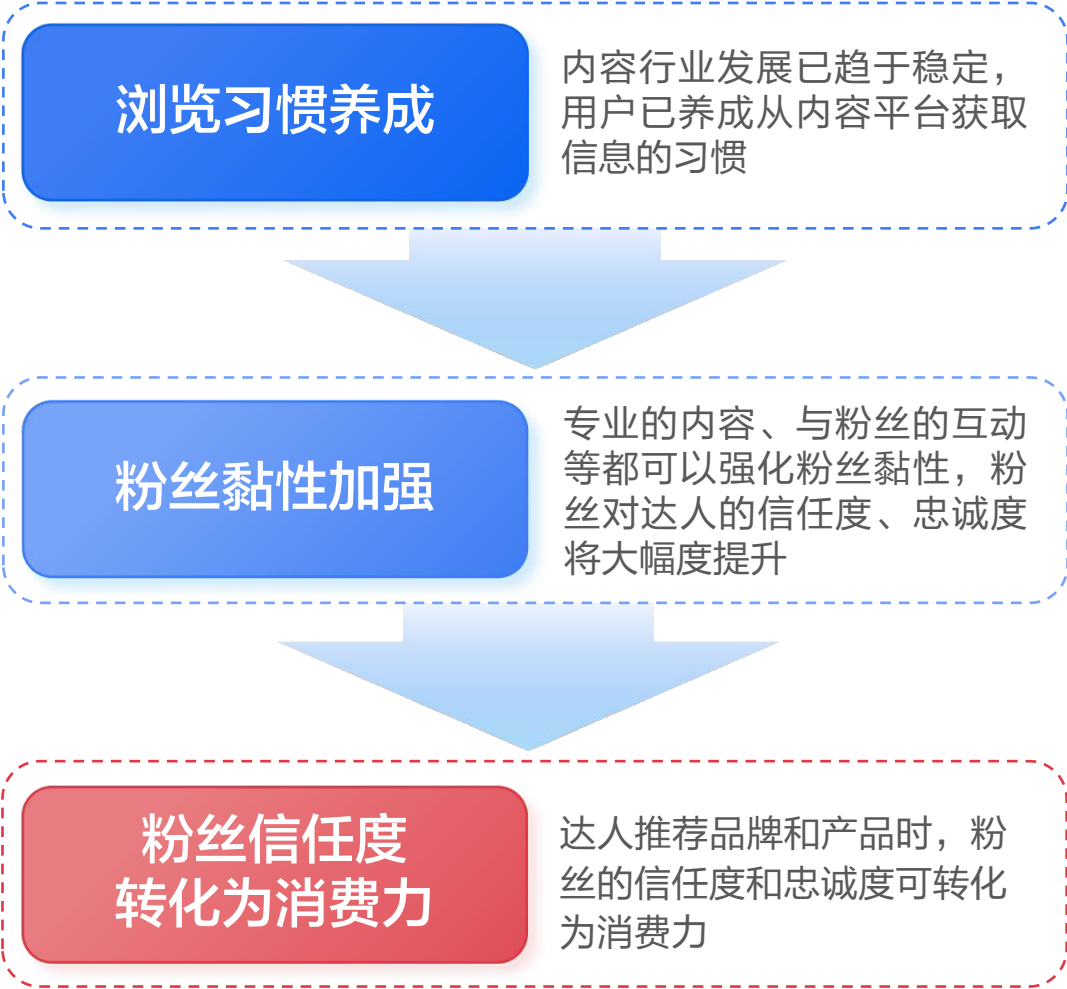 浏览习惯养成
内容行业发展已趋于稳定，
用户已养成从内容平台获取
信息的习惯
粉丝黏性加强
专业的内容、与粉丝的互动
等都可以强化粉丝黏性，粉
丝对达人的信任度、忠诚度
将大幅度提升
粉丝信任度
转化为消费力
达人推荐品牌和产品时，粉
丝的信任度和忠诚度可转化
为消费力